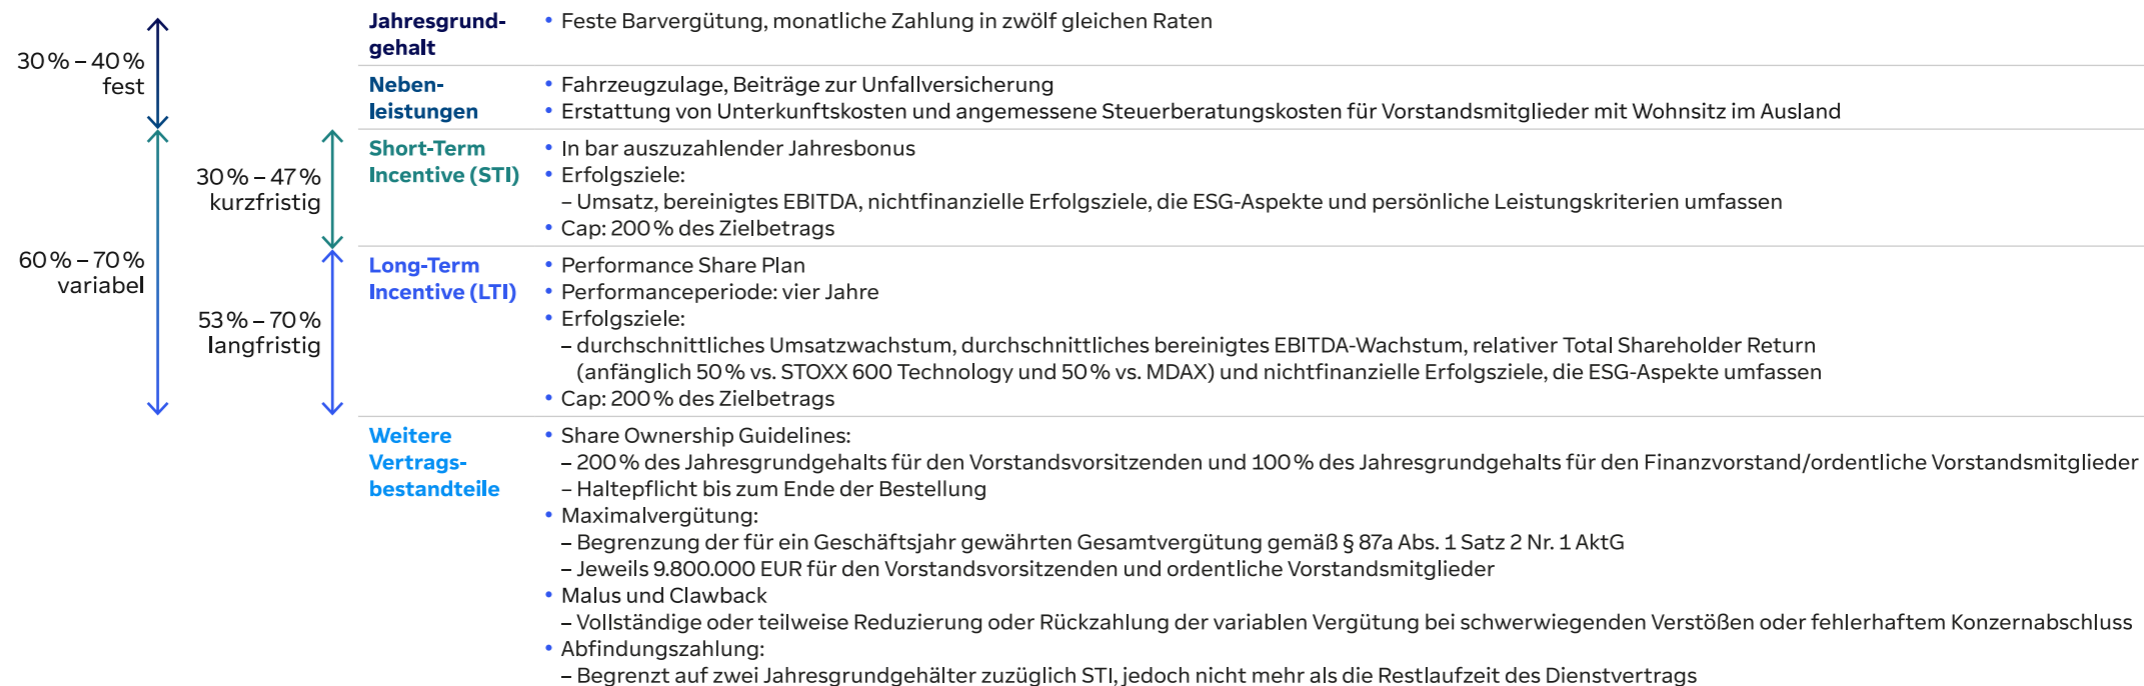 30 % – 40 %
fest
60 % – 70 %
variabel
30 % – 47 %
kurzfristig
53 % – 70 %
langfristig
Jahresgrund-
gehalt
• Feste Barvergütung, monatliche Zahlung in zwölf gleichen Raten
Neben-
leistungen
• Fahrzeugzulage, Beiträge zur Unfallversicherung
• Erstattung von Unterkunftskosten und angemessene Steuerberatungskosten für Vorstandsmitglieder mit Wohnsitz im Ausland
Short-Term
Incentive (STI)
• In bar auszuzahlender Jahresbonus
• Erfolgsziele:
– Umsatz, bereinigtes EBITDA, nichtfinanzielle Erfolgsziele, die ESG-Aspekte und persönliche Leistungskriterien umfassen
• Cap: 200 % des Zielbetrags
Long-Term
Incentive (LTI)
• Performance Share Plan
• Performanceperiode: vier Jahre
• Erfolgsziele:
– durchschnittliches Umsatzwachstum, durchschnittliches bereinigtes EBITDA-Wachstum, relativer Total Shareholder Return
(anfänglich 50 % vs. STOXX 600 Technology und 50 % vs. MDAX) und nichtfinanzielle Erfolgsziele, die ESG-Aspekte umfassen
• Cap: 200 % des Zielbetrags
Weitere
Vertrags-
bestandteile
• Share Ownership Guidelines:
– 200 % des Jahresgrundgehalts für den Vorstandsvorsitzenden und 100 % des Jahresgrundgehalts für den Finanzvorstand/ordentliche Vorstandsmitglieder
– Haltepflicht bis zum Ende der Bestellung
• Maximalvergütung:
– Begrenzung der für ein Geschäftsjahr gewährten Gesamtvergütung gemäß § 87a Abs. 1 Satz 2 Nr. 1 AktG
– Jeweils 9.800.000 EUR für den Vorstandsvorsitzenden und ordentliche Vorstandsmitglieder
• Malus und Clawback
– Vollständige oder teilweise Reduzierung oder Rückzahlung der variablen Vergütung bei schwerwiegenden Verstößen oder fehlerhaftem Konzernabschluss
• Abfindungszahlung:
– Begrenzt auf zwei Jahresgrundgehälter zuzüglich STI, jedoch nicht mehr als die Restlaufzeit des Dienstvertrags